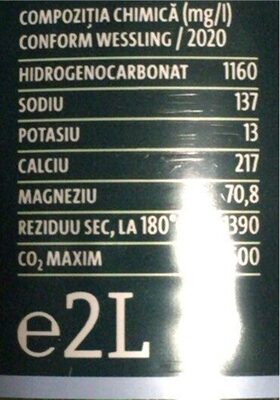 COMPOZIȚIA CHIMICĂ (mg/l)
CONFORM WESSLING / 2020
HIDROGENOCARBONAT 1160
SODIU 137
POTASIU 13
CALCIU 217
MAGNEZIU 70,8
REZIDUU SEC, LA 180°
CO₂ MAXIM
e2L